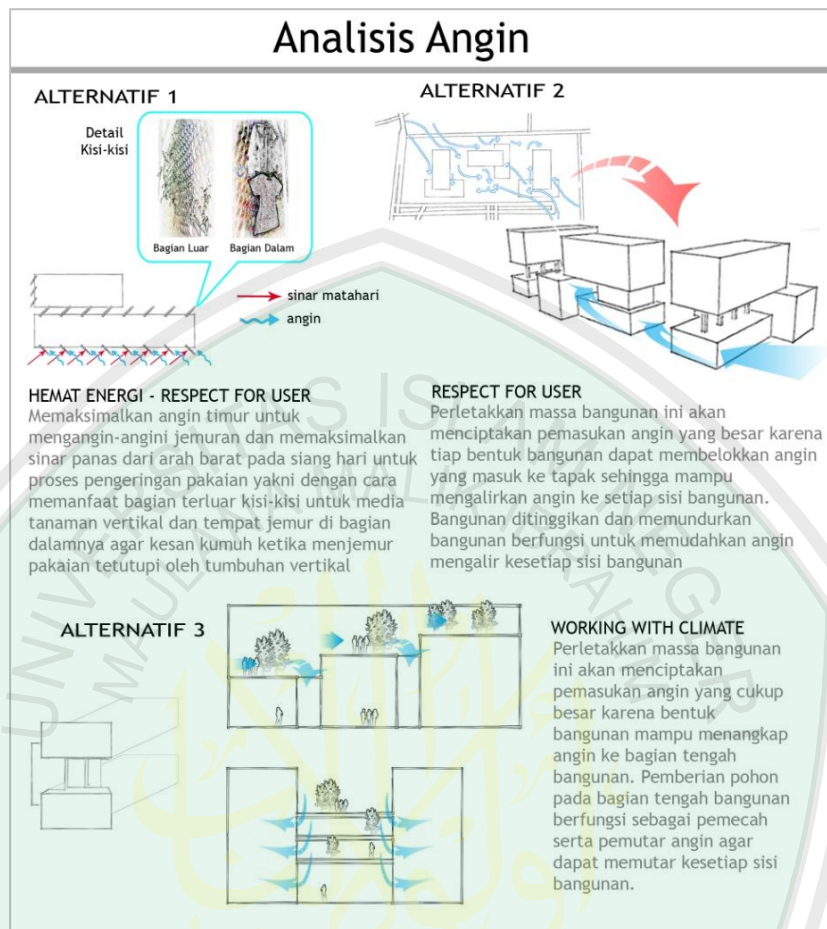 Analisis Angin
ALTERNATIF 1
Detail
Kisi-kisi
Bagian Luar
Bagian Dalam
sinar matahari
angin
HEMAT ENERGI - RESPECT FOR USER
Memaksimalkan angin timur untuk
mengangin-angini jemuran dan memaksimalkan
sinar panas dari arah barat pada siang hari untuk
proses pengeringan pakaian yakni dengan cara
memanfaat bagian terluar kisi-kisi untuk media
tanaman vertikal dan tempat jemur di bagian
dalamnya agar kesan kumuh ketika menjemur
pakaian tetutupi oleh tumbuhan vertikal
ALTERNATIF 2
RESPECT FOR USER
Perletakkan massa bangunan ini akan
menciptakan pemasukan angin yang besar karena
tiap bentuk bangunan dapat membelokkan angin
yang masuk ke tapak sehingga mampu
mengalirkan angin ke setiap sisi bangunan.
Bangunan ditinggikan dan memundurkan
bangunan berfungsi untuk memudahkan angin
mengalir kesetiap sisi bangunan
ALTERNATIF 3
WORKING WITH CLIMATE
Perletakkan massa bangunan
ini akan menciptakan
pemasukan angin yang cukup
besar karena bentuk
bangunan mampu menangkap
angin ke bagian tengah
bangunan. Pemberian pohon
pada bagian tengah bangunan
berfungsi sebagai pemecah
serta pemutar angin agar
dapat memutar kesetiap sisi
bangunan.
UNIVERSITAS ISLAM NEGERI
MAULANA MALIK IBRAHIM